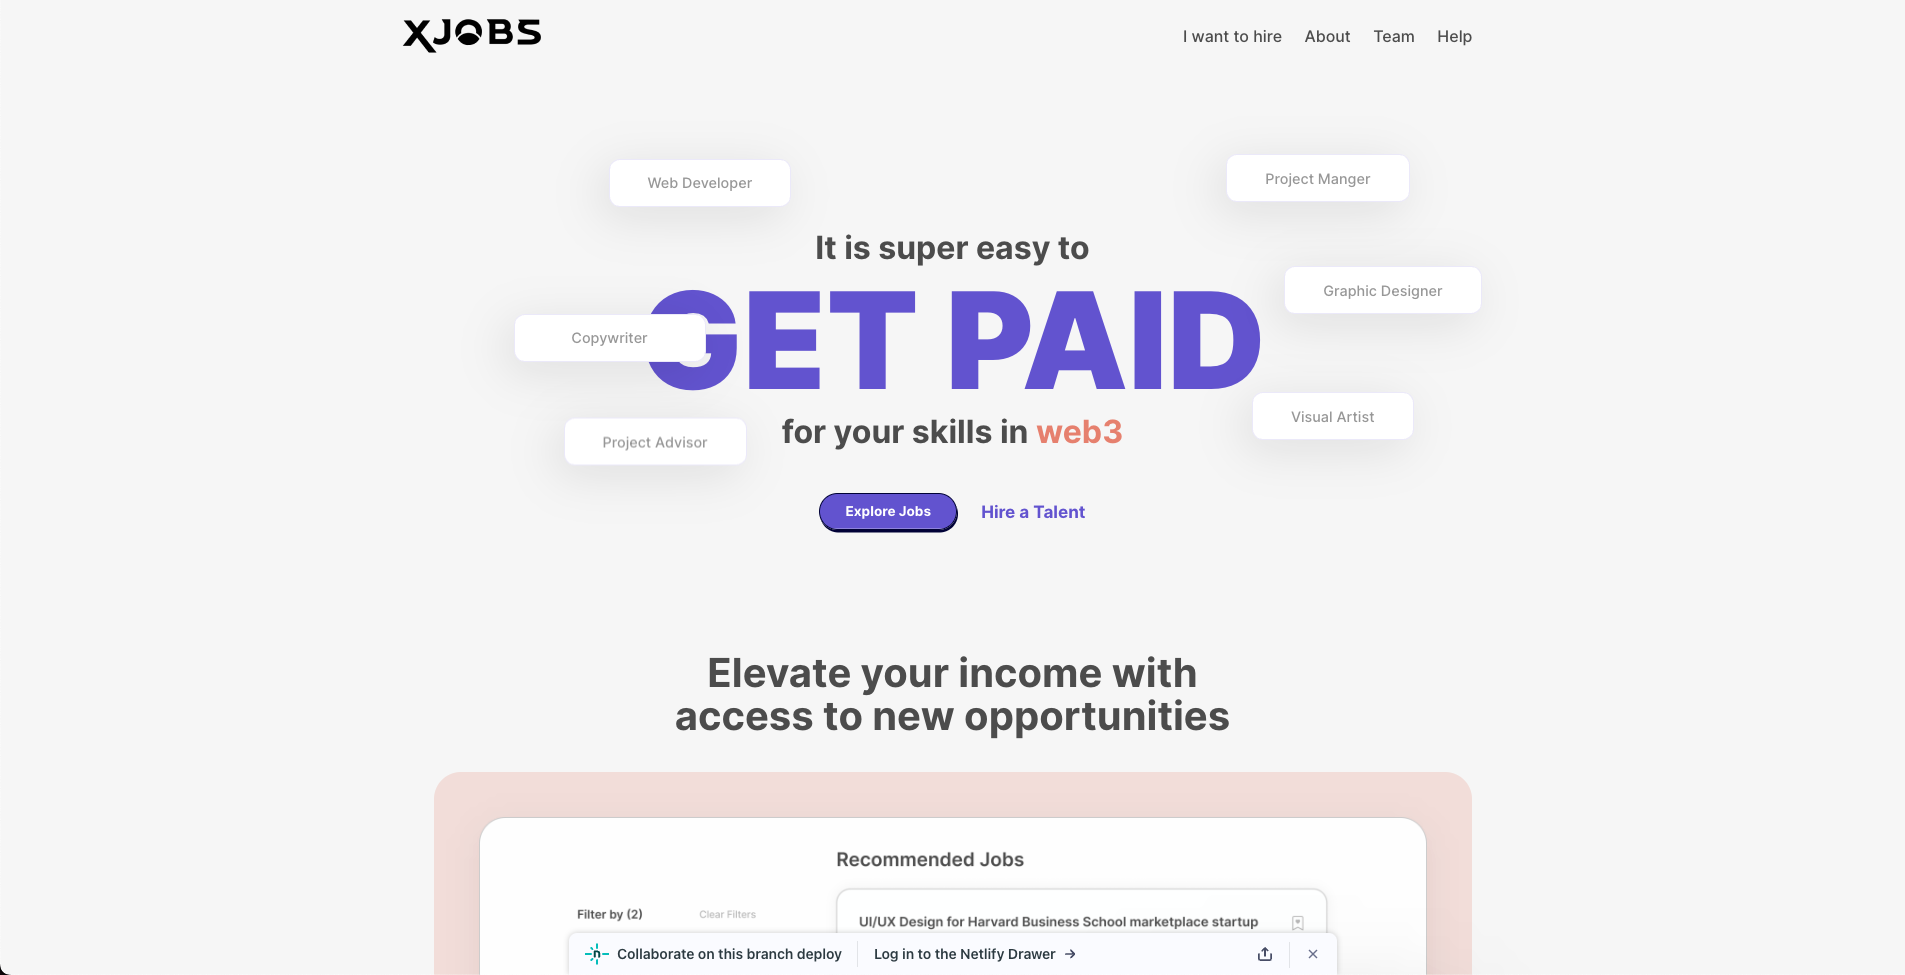 XJOBS
I want to hire About Team Help
Web Developer
Project Manger
It is super easy to
Graphic Designer
GET PAID
Copywriter
Visual Artist
for your skills in web3
Project Advisor
Explore Jobs Hire a Talent
Elevate your income with
access to new opportunities
Recommended Jobs
Filter by (2) Clear Filters
UI/UX Design for Harvard Business School marketplace startup
Collaborate on this branch deploy Log in to the Netlify Drawer →